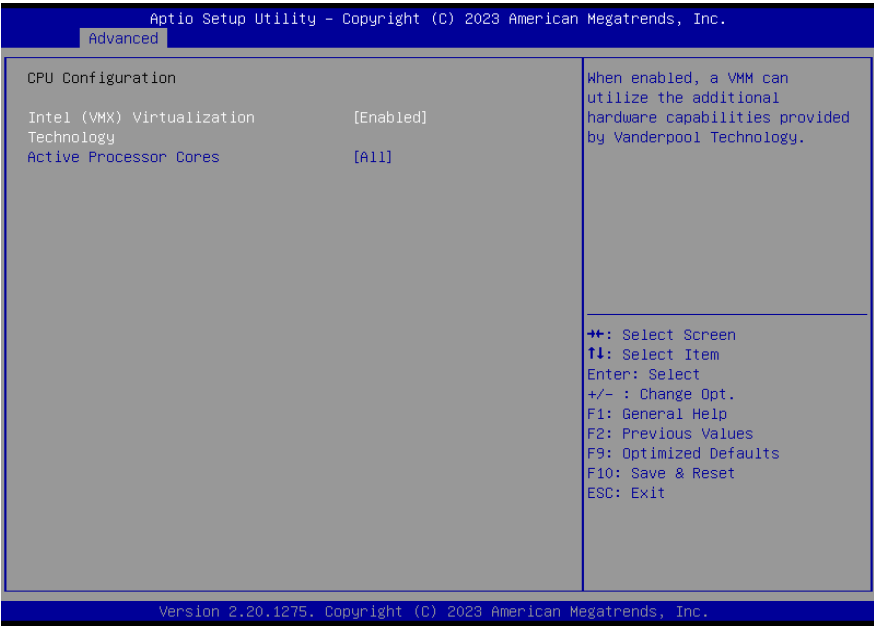 Aptio Setup Utility – Copyright (C) 2023 American Megatrends, Inc.
Advanced
CPU Configuration
Intel (VMX) Virtualization Technology [Enabled]
Active Processor Cores [All]
When enabled, a VMM can
utilize the additional
hardware capabilities provided
by Vanderpool Technology.
→←: Select Screen
↑↓: Select Item
Enter: Select
+/- : Change Opt.
F1: General Help
F2: Previous Values
F9: Optimized Defaults
F10: Save & Reset
ESC: Exit
Version 2.20.1275. Copyright (C) 2023 American Megatrends, Inc.